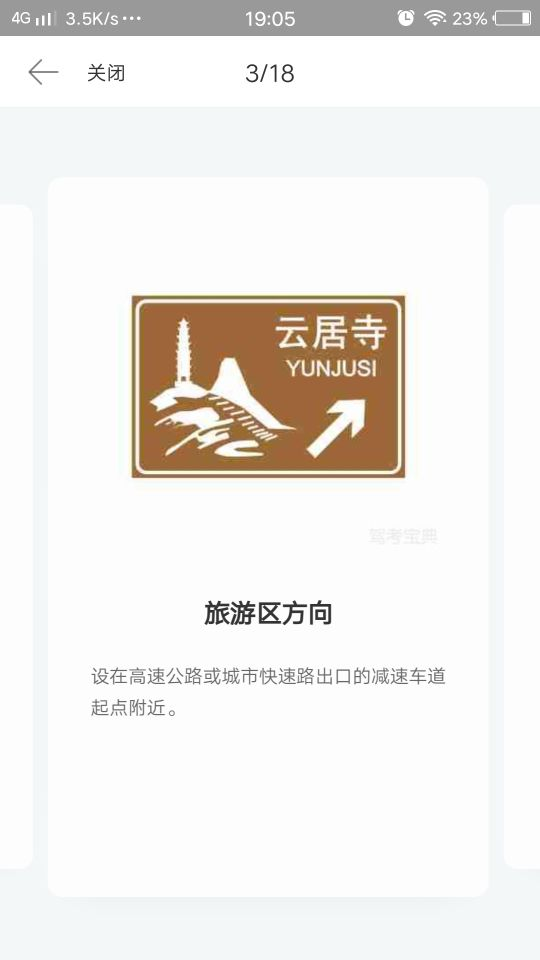 4G 3.5K/s ··· 19:05 23%
关闭 3/18
云居寺
YUNJUSI
驾考宝典
旅游区方向
设在高速公路或城市快速路出口的减速车道
起点附近。